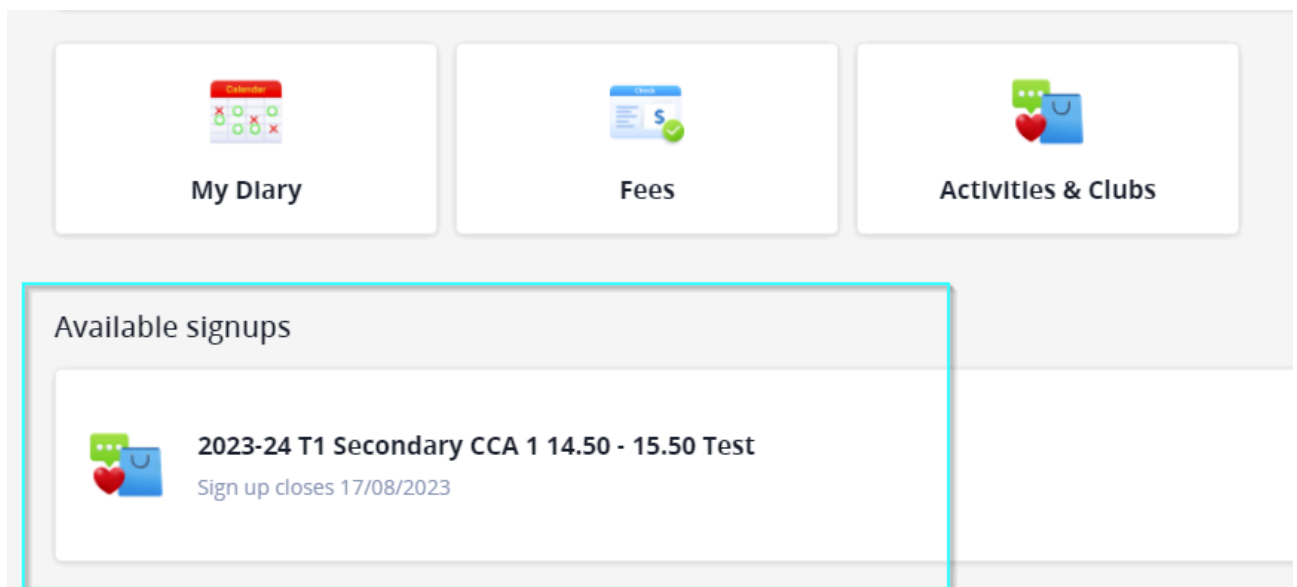 Calendar
Check
$
My Diary
Fees
Activities & Clubs
Available signups
2023-24 T1 Secondary CCA 1 14.50 - 15.50 Test
Sign up closes 17/08/2023